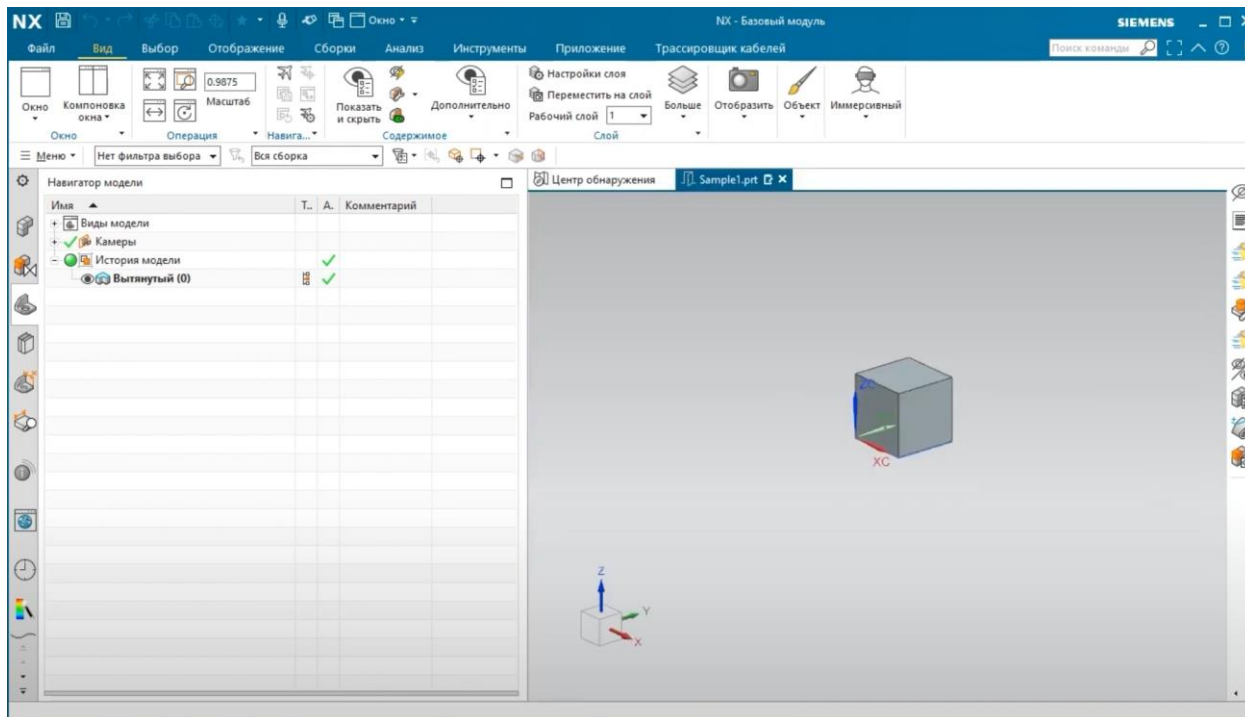 NX Окно NX - Базовый модуль SIEMENS
Файл Вид Выбор Отображение Сборки Анализ Инструменты Приложение Трассировщик кабелей Поиск команды
Окно Компоновка окна 0.9875 Масштаб Показать и скрыть Дополнительно Настройки слоя
Переместить на слой
Рабочий слой 1 Больше Отобразить Объект Иммерсивный
Окно Операция Навига... Содержимое Слой
Меню Нет фильтра выбора Вся сборка
Навигатор модели Центр обнаружения Sample1.prt
Имя Т.. А. Комментарий
Виды модели
Камеры
История модели
Вытянутый (0)
ZC
XC
Z
Y
X